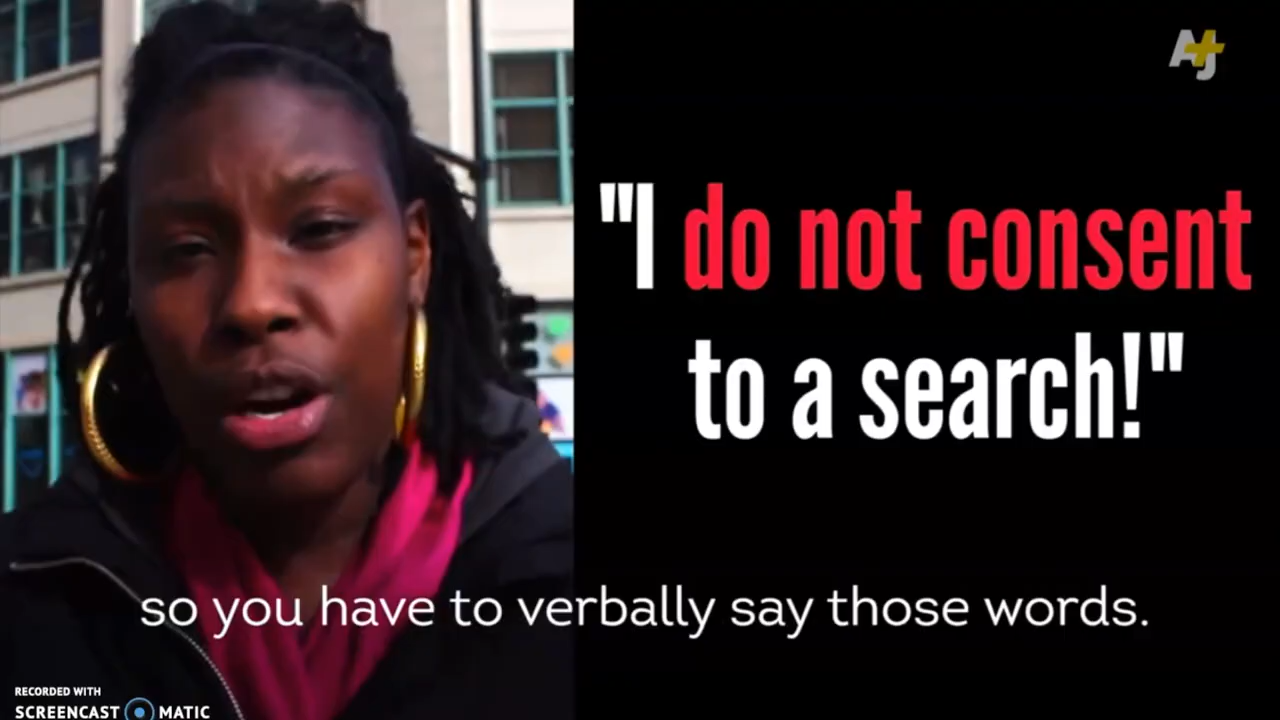 AJ+
"I do not consent
to a search!"
so you have to verbally say those words.
RECORDED WITH
SCREENCAST MATIC